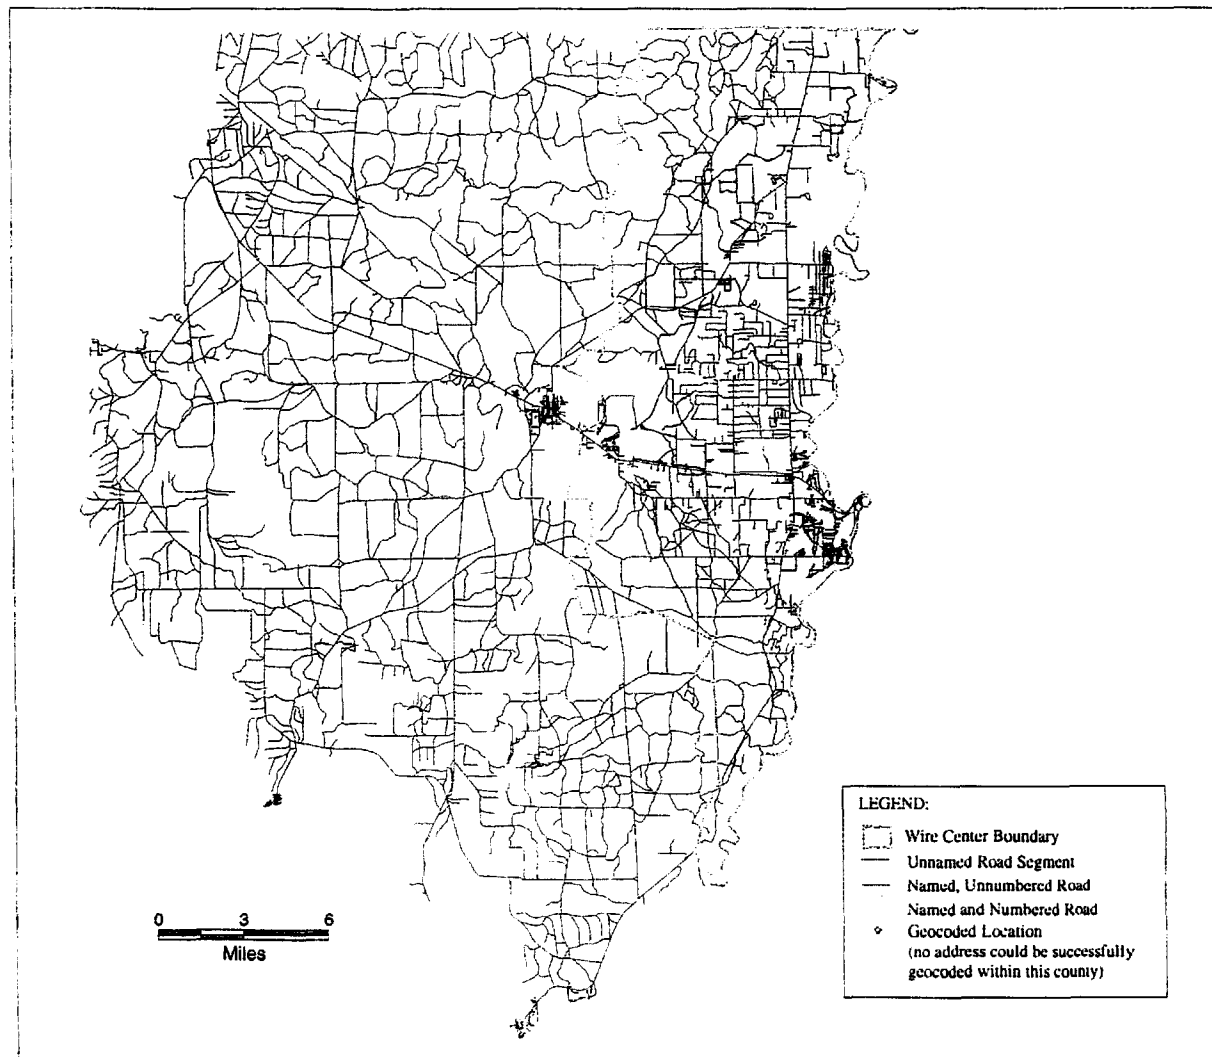 LEGEND:
Wire Center Boundary
Unnamed Road Segment
Named, Unnumbered Road
Named and Numbered Road
Geocoded Location
(no address could be successfully
geocoded within this county)
0 3 6
Miles